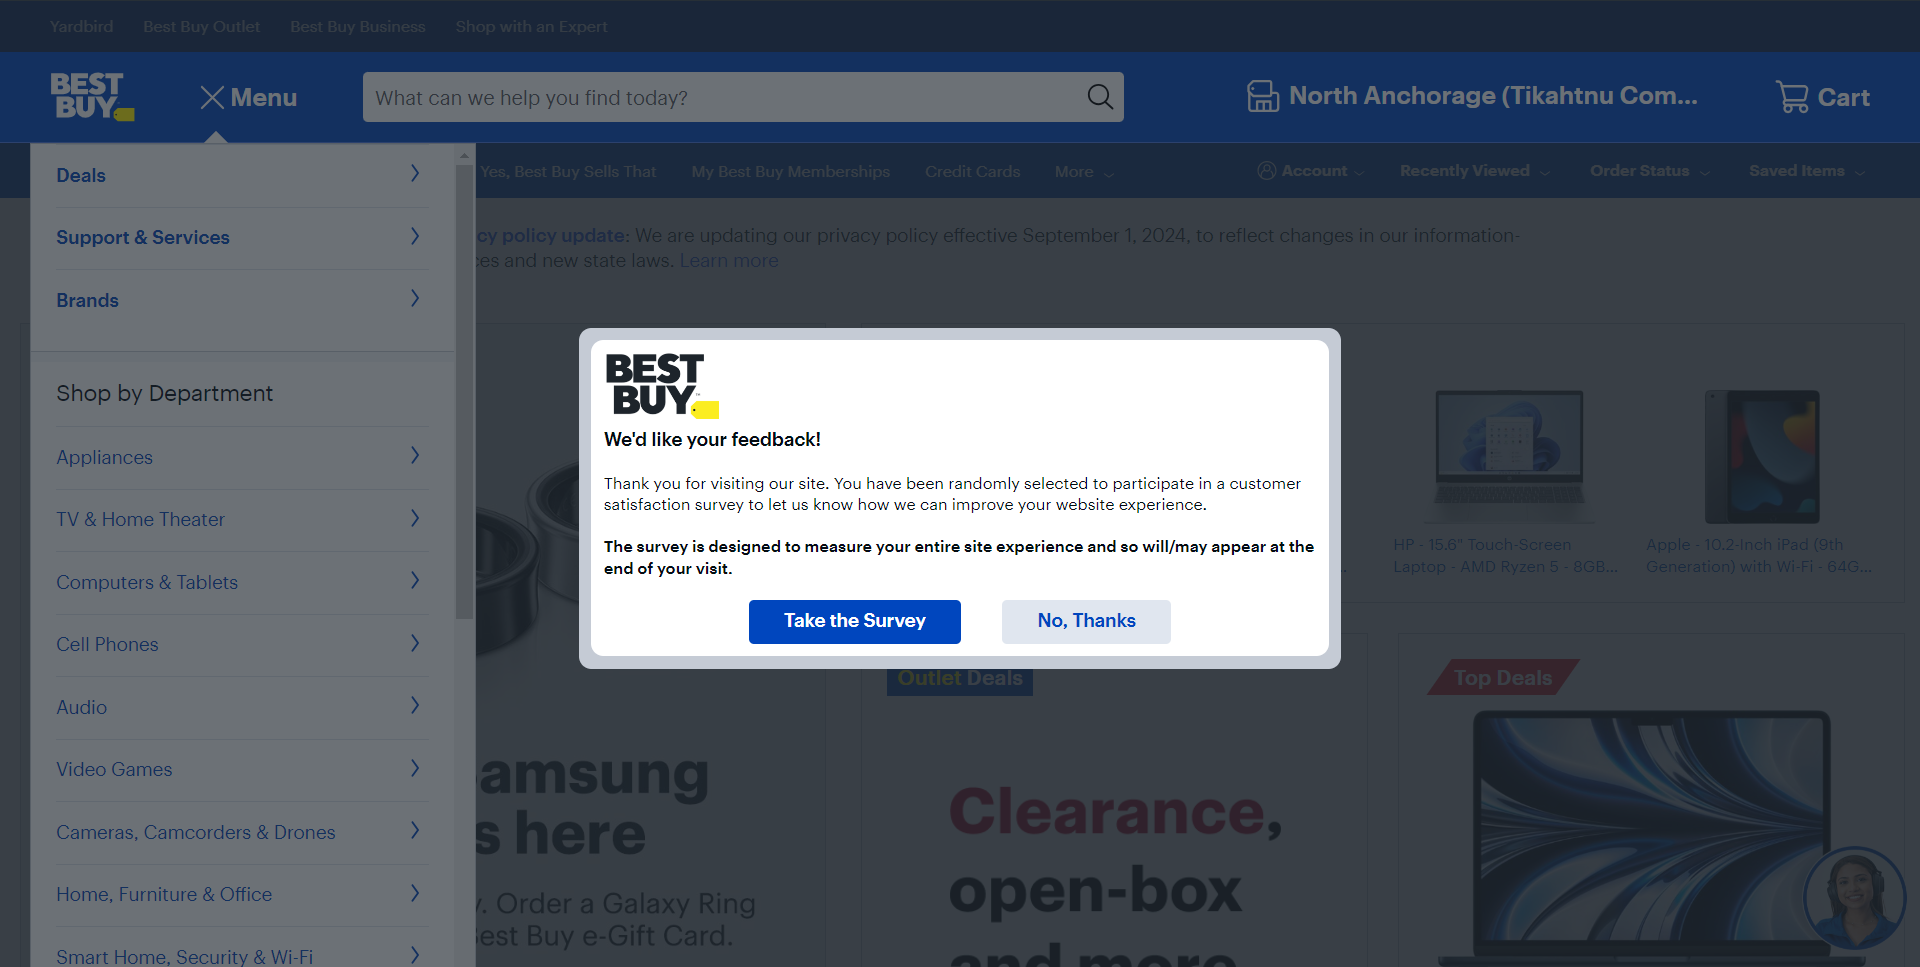 Yardbird
Best Buy Outlet
Best Buy Business
Shop with an Expert
BEST
BUY
Menu
What can we help you find today?
North Anchorage (Tikahtnu Com...
Cart
Yes, Best Buy Sells That
My Best Buy Memberships
Credit Cards
More
Account
Recently Viewed
Order Status
Saved Items
Deals
Support & Services
Brands
Shop by Department
Appliances
TV & Home Theater
Computers & Tablets
Cell Phones
Audio
Video Games
Cameras, Camcorders & Drones
Home, Furniture & Office
Smart Home, Security & Wi-Fi
cy policy update: We are updating our privacy policy effective September 1, 2024, to reflect changes in our information-
ces and new state laws. Learn more
BEST
BUY
We'd like your feedback!
Thank you for visiting our site. You have been randomly selected to participate in a customer
satisfaction survey to let us know how we can improve your website experience.
The survey is designed to measure your entire site experience and so will/may appear at the
end of your visit.
Take the Survey
No, Thanks
HP - 15.6" Touch-Screen
Laptop - AMD Ryzen 5 - 8GB...
Apple - 10.2-Inch iPad (9th
Generation) with Wi-Fi - 64G...
amsung
s here
y. Order a Galaxy Ring
Best Buy e-Gift Card.
Outlet Deals
Clearance,
open-box
and more
Top Deals